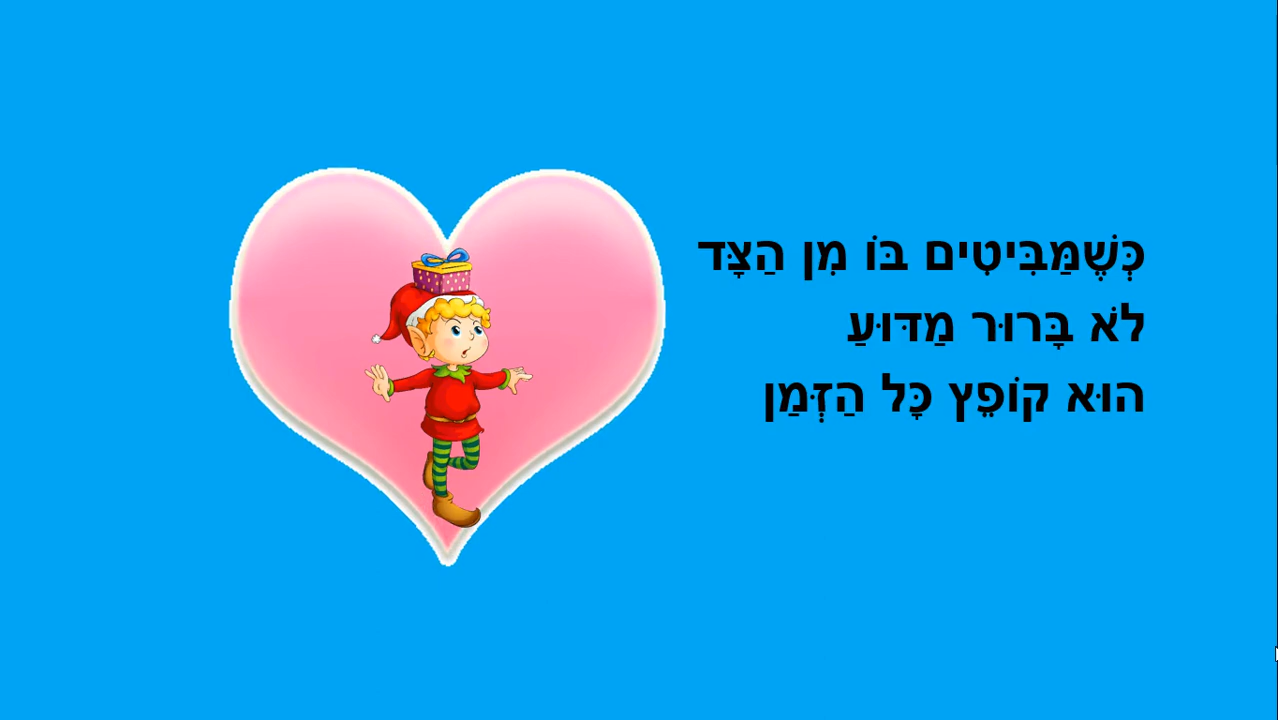 כְּשֶׁמַּבִּיטִים בּוֹ מִן הַצָּד
לֹא בָּרוּר מַדּוּעַ
הוּא קוֹפֵץ כָּל הַזְּמַן